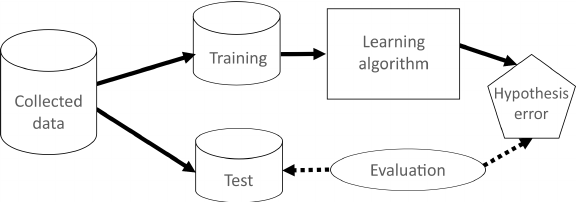 Collected
data
Training
Learning
algorithm
Hypothesis
error
Test
Evaluation